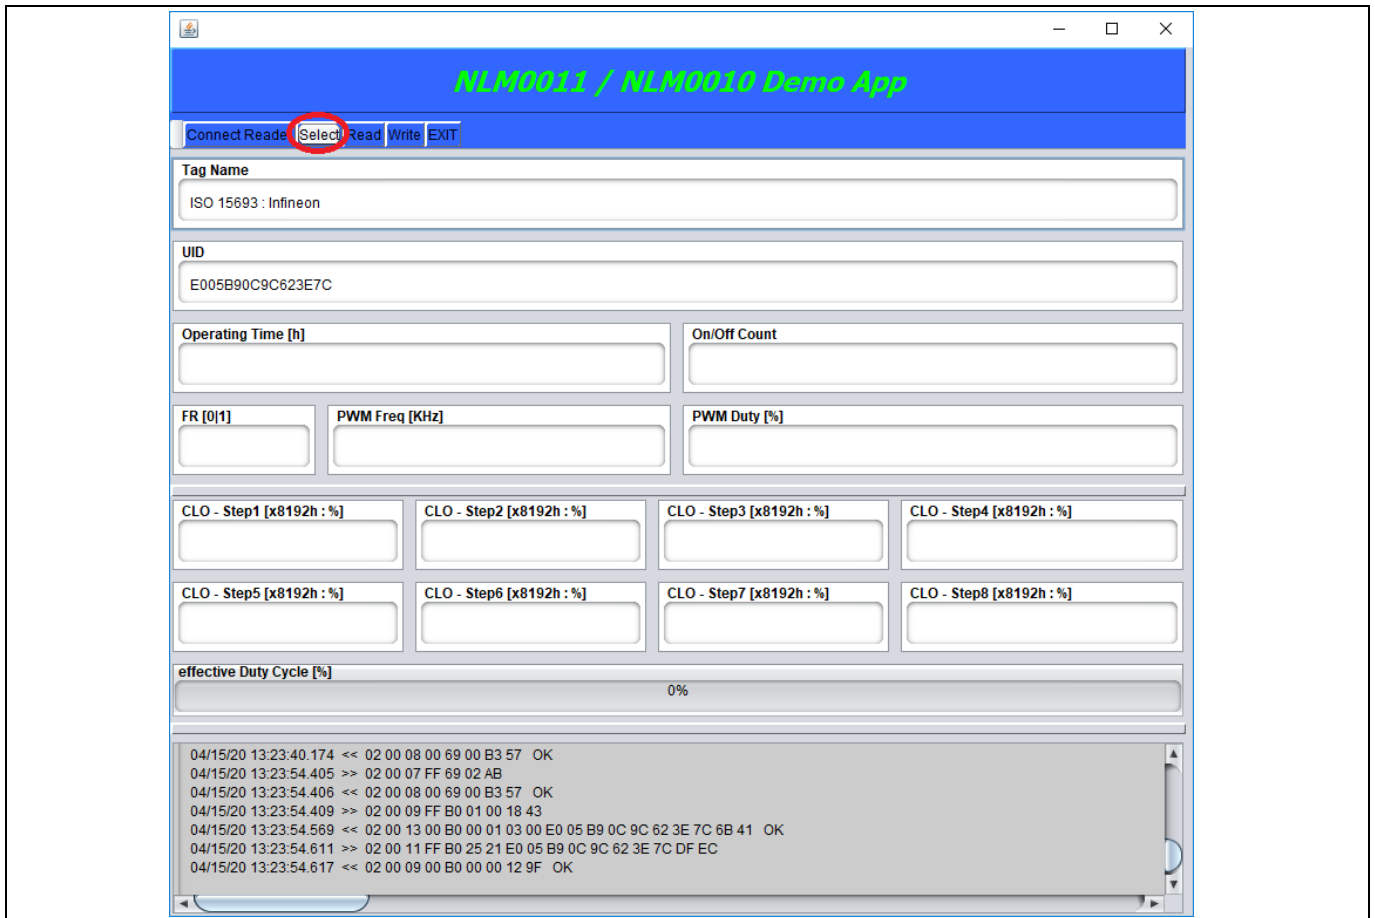 NLM0011 / NLM0010 Demo App
Connect Reade Select Read Write EXIT
Tag Name
ISO 15693 : Infineon
UID
E005B90C9C623E7C
Operating Time [h] On/Off Count
FR [0|1] PWM Freq [KHz] PWM Duty [%]
CLO - Step1 [x8192h : %] CLO - Step2 [x8192h : %] CLO - Step3 [x8192h : %] CLO - Step4 [x8192h : %]
CLO - Step5 [x8192h : %] CLO - Step6 [x8192h : %] CLO - Step7 [x8192h : %] CLO - Step8 [x8192h : %]
effective Duty Cycle [%]
0%
04/15/20 13:23:40.174 << 02 00 08 00 69 00 B3 57 OK
04/15/20 13:23:54.405 >> 02 00 07 FF 69 02 AB
04/15/20 13:23:54.406 << 02 00 08 00 69 00 B3 57 OK
04/15/20 13:23:54.409 >> 02 00 09 FF B0 01 00 18 43
04/15/20 13:23:54.569 << 02 00 13 00 B0 00 01 03 00 E0 05 B9 0C 9C 62 3E 7C 6B 41 OK
04/15/20 13:23:54.611 >> 02 00 11 FF B0 25 21 E0 05 B9 0C 9C 62 3E 7C DF EC
04/15/20 13:23:54.617 << 02 00 09 00 B0 00 00 12 9F OK